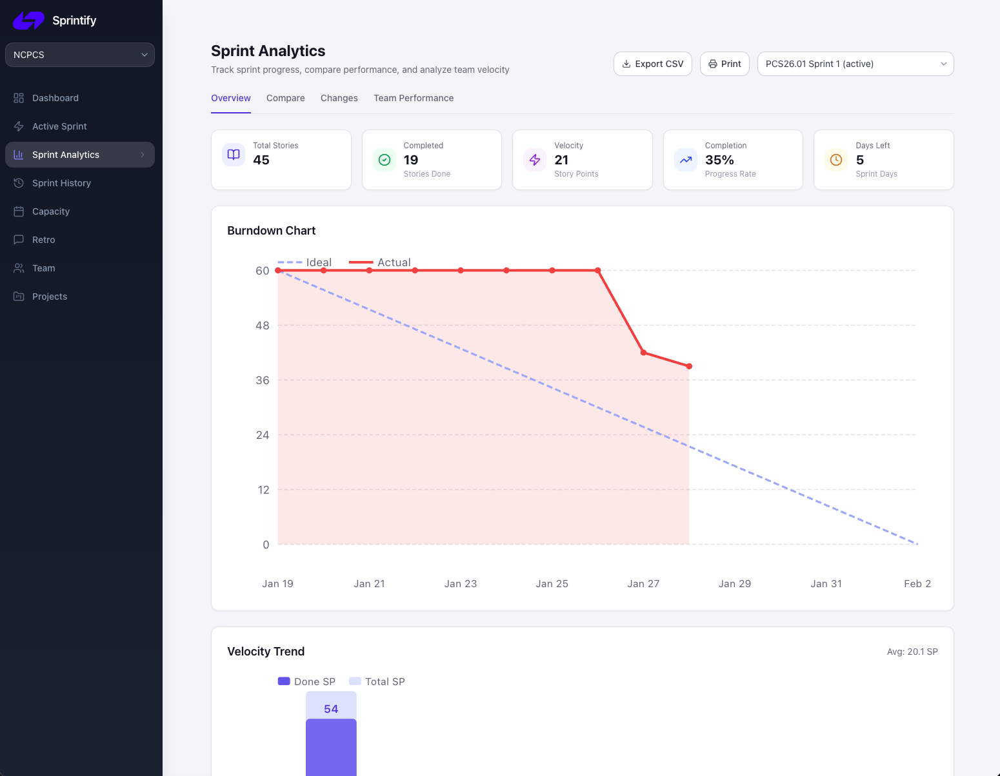 Sprintify
NCPCS
Dashboard
Active Sprint
Sprint Analytics
Sprint History
Capacity
Retro
Team
Projects
Sprint Analytics
Track sprint progress, compare performance, and analyze team velocity
Export CSV
Print
PCS26.01 Sprint 1 (active)
Overview
Compare
Changes
Team Performance
Total Stories
45
Completed
19
Stories Done
Velocity
21
Story Points
Completion
35%
Progress Rate
Days Left
5
Sprint Days
Burndown Chart
Ideal
Actual
60
48
36
24
12
0
Jan 19
Jan 21
Jan 23
Jan 25
Jan 27
Jan 29
Jan 31
Feb 2
Velocity Trend
Avg: 20.1 SP
Done SP
Total SP
54